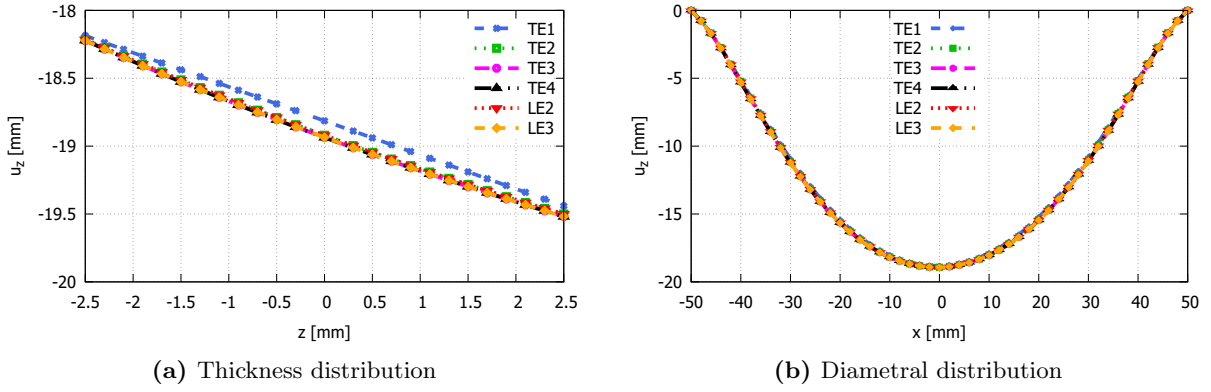 -18
-18.5
-19
-19.5
-20
u_z [mm]
-2.5 -2 -1.5 -1 -0.5 0 0.5 1 1.5 2 2.5
z [mm]
TE1
TE2
TE3
TE4
LE2
LE3
(a) Thickness distribution
0
-5
-10
-15
-20
u_z [mm]
-50 -40 -30 -20 -10 0 10 20 30 40 50
x [mm]
TE1
TE2
TE3
TE4
LE2
LE3
(b) Diametral distribution